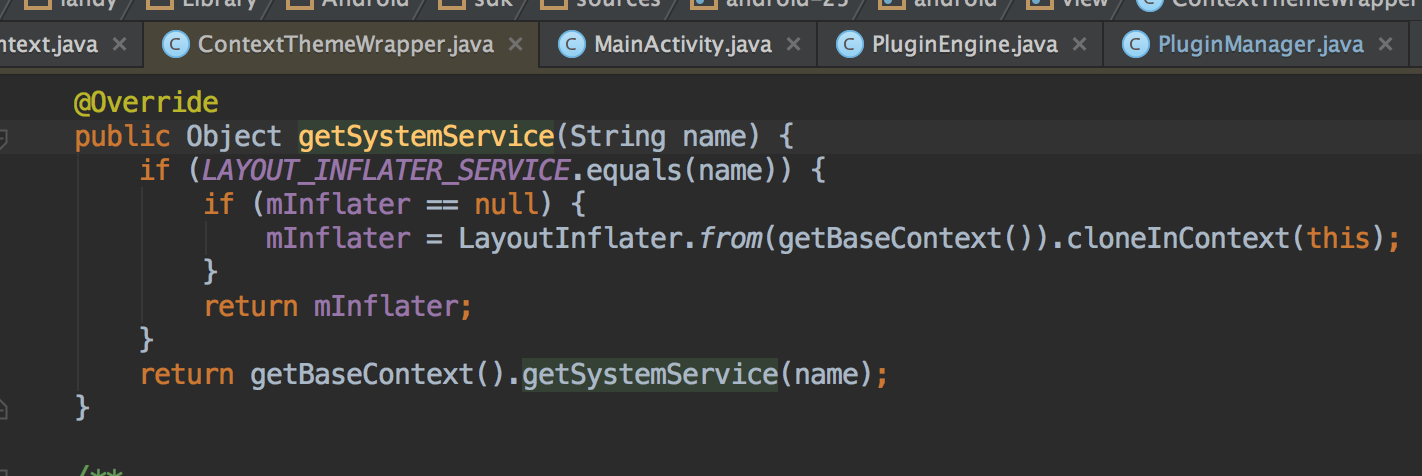 landy Library Android sdk sources android-25 android view ContextThemeWrapper
ntext.java × C ContextThemeWrapper.java × C MainActivity.java × C PluginEngine.java × C PluginManager.java ×
@Override
public Object getSystemService(String name) {
if (LAYOUT_INFLATER_SERVICE.equals(name)) {
if (mInflater == null) {
mInflater = LayoutInflater.from(getBaseContext()).cloneInContext(this);
}
return mInflater;
}
return getBaseContext().getSystemService(name);
}
/**